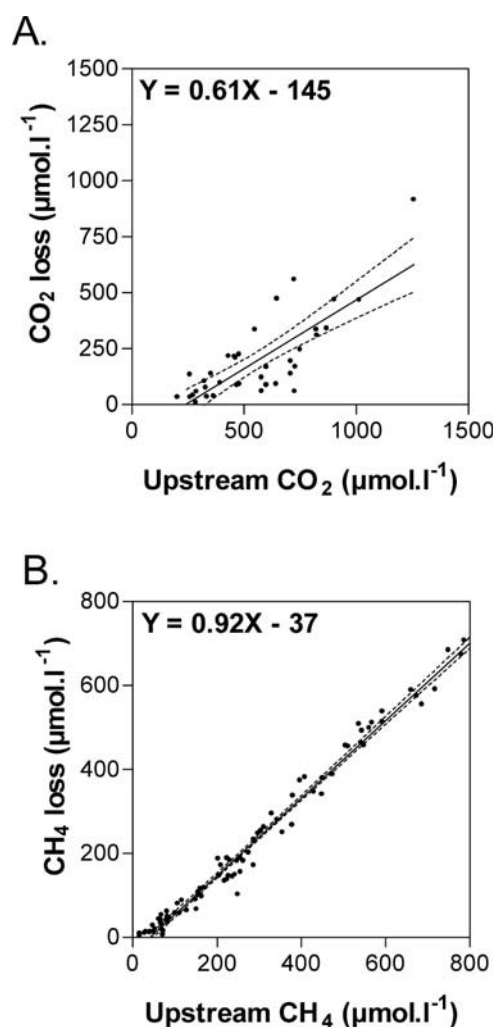 A.
Y = 0.61X - 145
1500
1250
1000
750
500
250
0
CO₂ loss (µmol.l⁻¹)
0 500 1000 1500
Upstream CO₂ (µmol.l⁻¹)
B.
Y = 0.92X - 37
800
600
400
200
0
CH₄ loss (µmol.l⁻¹)
0 200 400 600 800
Upstream CH₄ (µmol.l⁻¹)